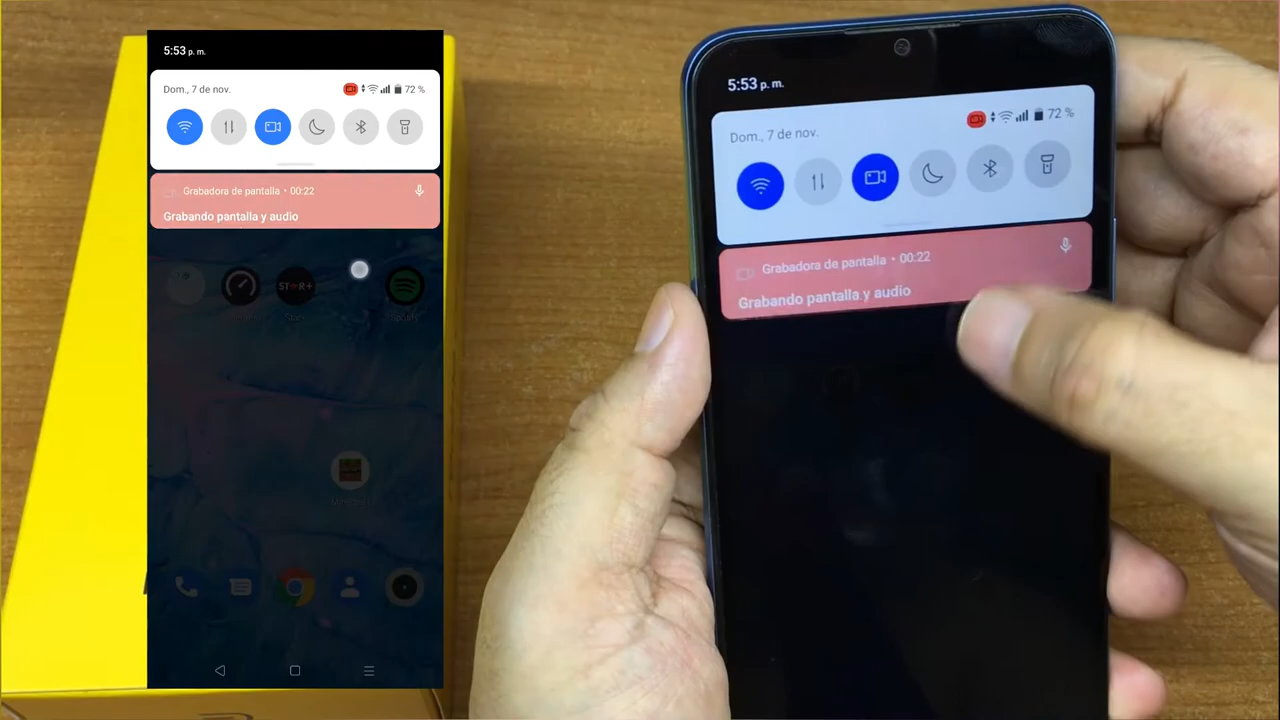 5:53 p. m.
Dom., 7 de nov.
72 %
Grabadora de pantalla • 00:22
Grabando pantalla y audio
ST★R+
5:53 p. m.
Dom., 7 de nov.
72 %
Grabadora de pantalla • 00:22
Grabando pantalla y audio